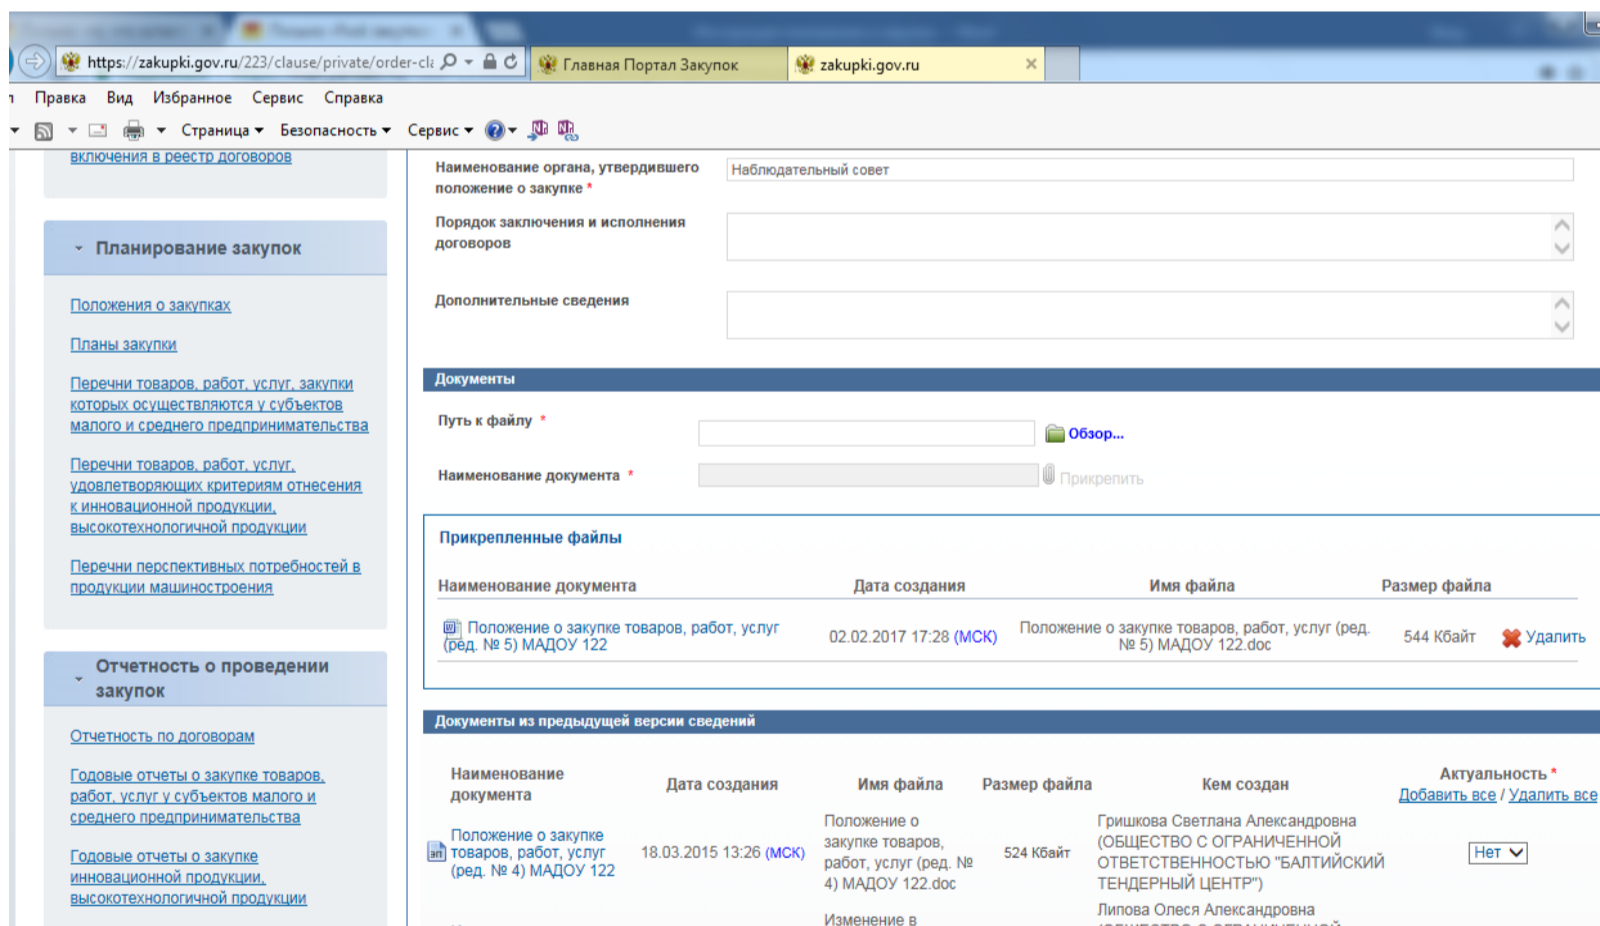 https://zakupki.gov.ru/223/clause/private/order-cla
Главная Портал Закупок
zakupki.gov.ru
Правка Вид Избранное Сервис Справка
Страница Безопасность Сервис
включения в реестр договоров
Планирование закупок
Положения о закупках
Планы закупки
Перечни товаров, работ, услуг, закупки
которых осуществляются у субъектов
малого и среднего предпринимательства
Перечни товаров, работ, услуг,
удовлетворяющих критериям отнесения
к инновационной продукции,
высокотехнологичной продукции
Перечни перспективных потребностей в
продукции машиностроения
Отчетность о проведении
закупок
Отчетность по договорам
Годовые отчеты о закупке товаров,
работ, услуг у субъектов малого и
среднего предпринимательства
Годовые отчеты о закупке
инновационной продукции,
высокотехнологичной продукции
Наименование органа, утвердившего
положение о закупке *
Наблюдательный совет
Порядок заключения и исполнения
договоров
Дополнительные сведения
Документы
Путь к файлу *
Обзор...
Наименование документа *
Прикрепить
Прикрепленные файлы
Наименование документа Дата создания Имя файла Размер файла
Положение о закупке товаров, работ, услуг
(ред. № 5) МАДОУ 122
02.02.2017 17:28 (МСК)
Положение о закупке товаров, работ, услуг (ред.
№ 5) МАДОУ 122.doc
544 Кбайт
Удалить
Документы из предыдущей версии сведений
Наименование
документа
Дата создания
Имя файла
Размер файла
Кем создан
Актуальность *
Добавить все / Удалить все
Положение о закупке
товаров, работ, услуг
(ред. № 4) МАДОУ 122
18.03.2015 13:26 (МСК)
Положение о
закупке товаров,
работ, услуг (ред. №
4) МАДОУ 122.doc
524 Кбайт
Гришкова Светлана Александровна
(ОБЩЕСТВО С ОГРАНИЧЕННОЙ
ОТВЕТСТВЕННОСТЬЮ "БАЛТИЙСКИЙ
ТЕНДЕРНЫЙ ЦЕНТР")
Нет
Изменение в
Липова Олеся Александровна